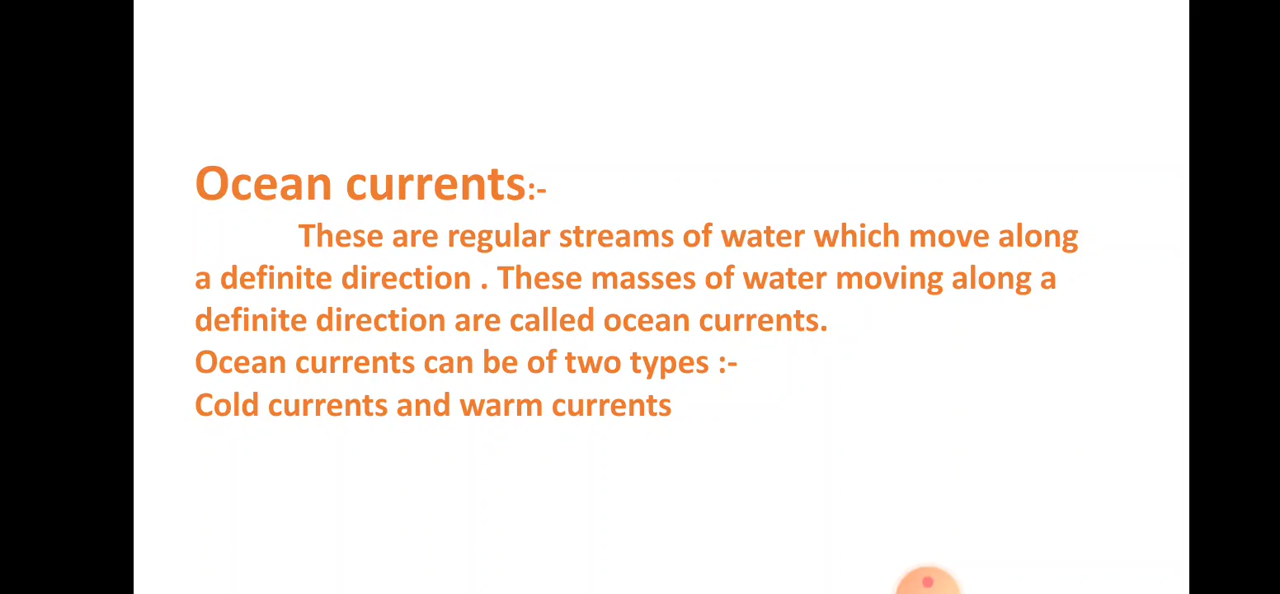 Ocean currents:-
These are regular streams of water which move along
a definite direction . These masses of water moving along a
definite direction are called ocean currents.
Ocean currents can be of two types :-
Cold currents and warm currents